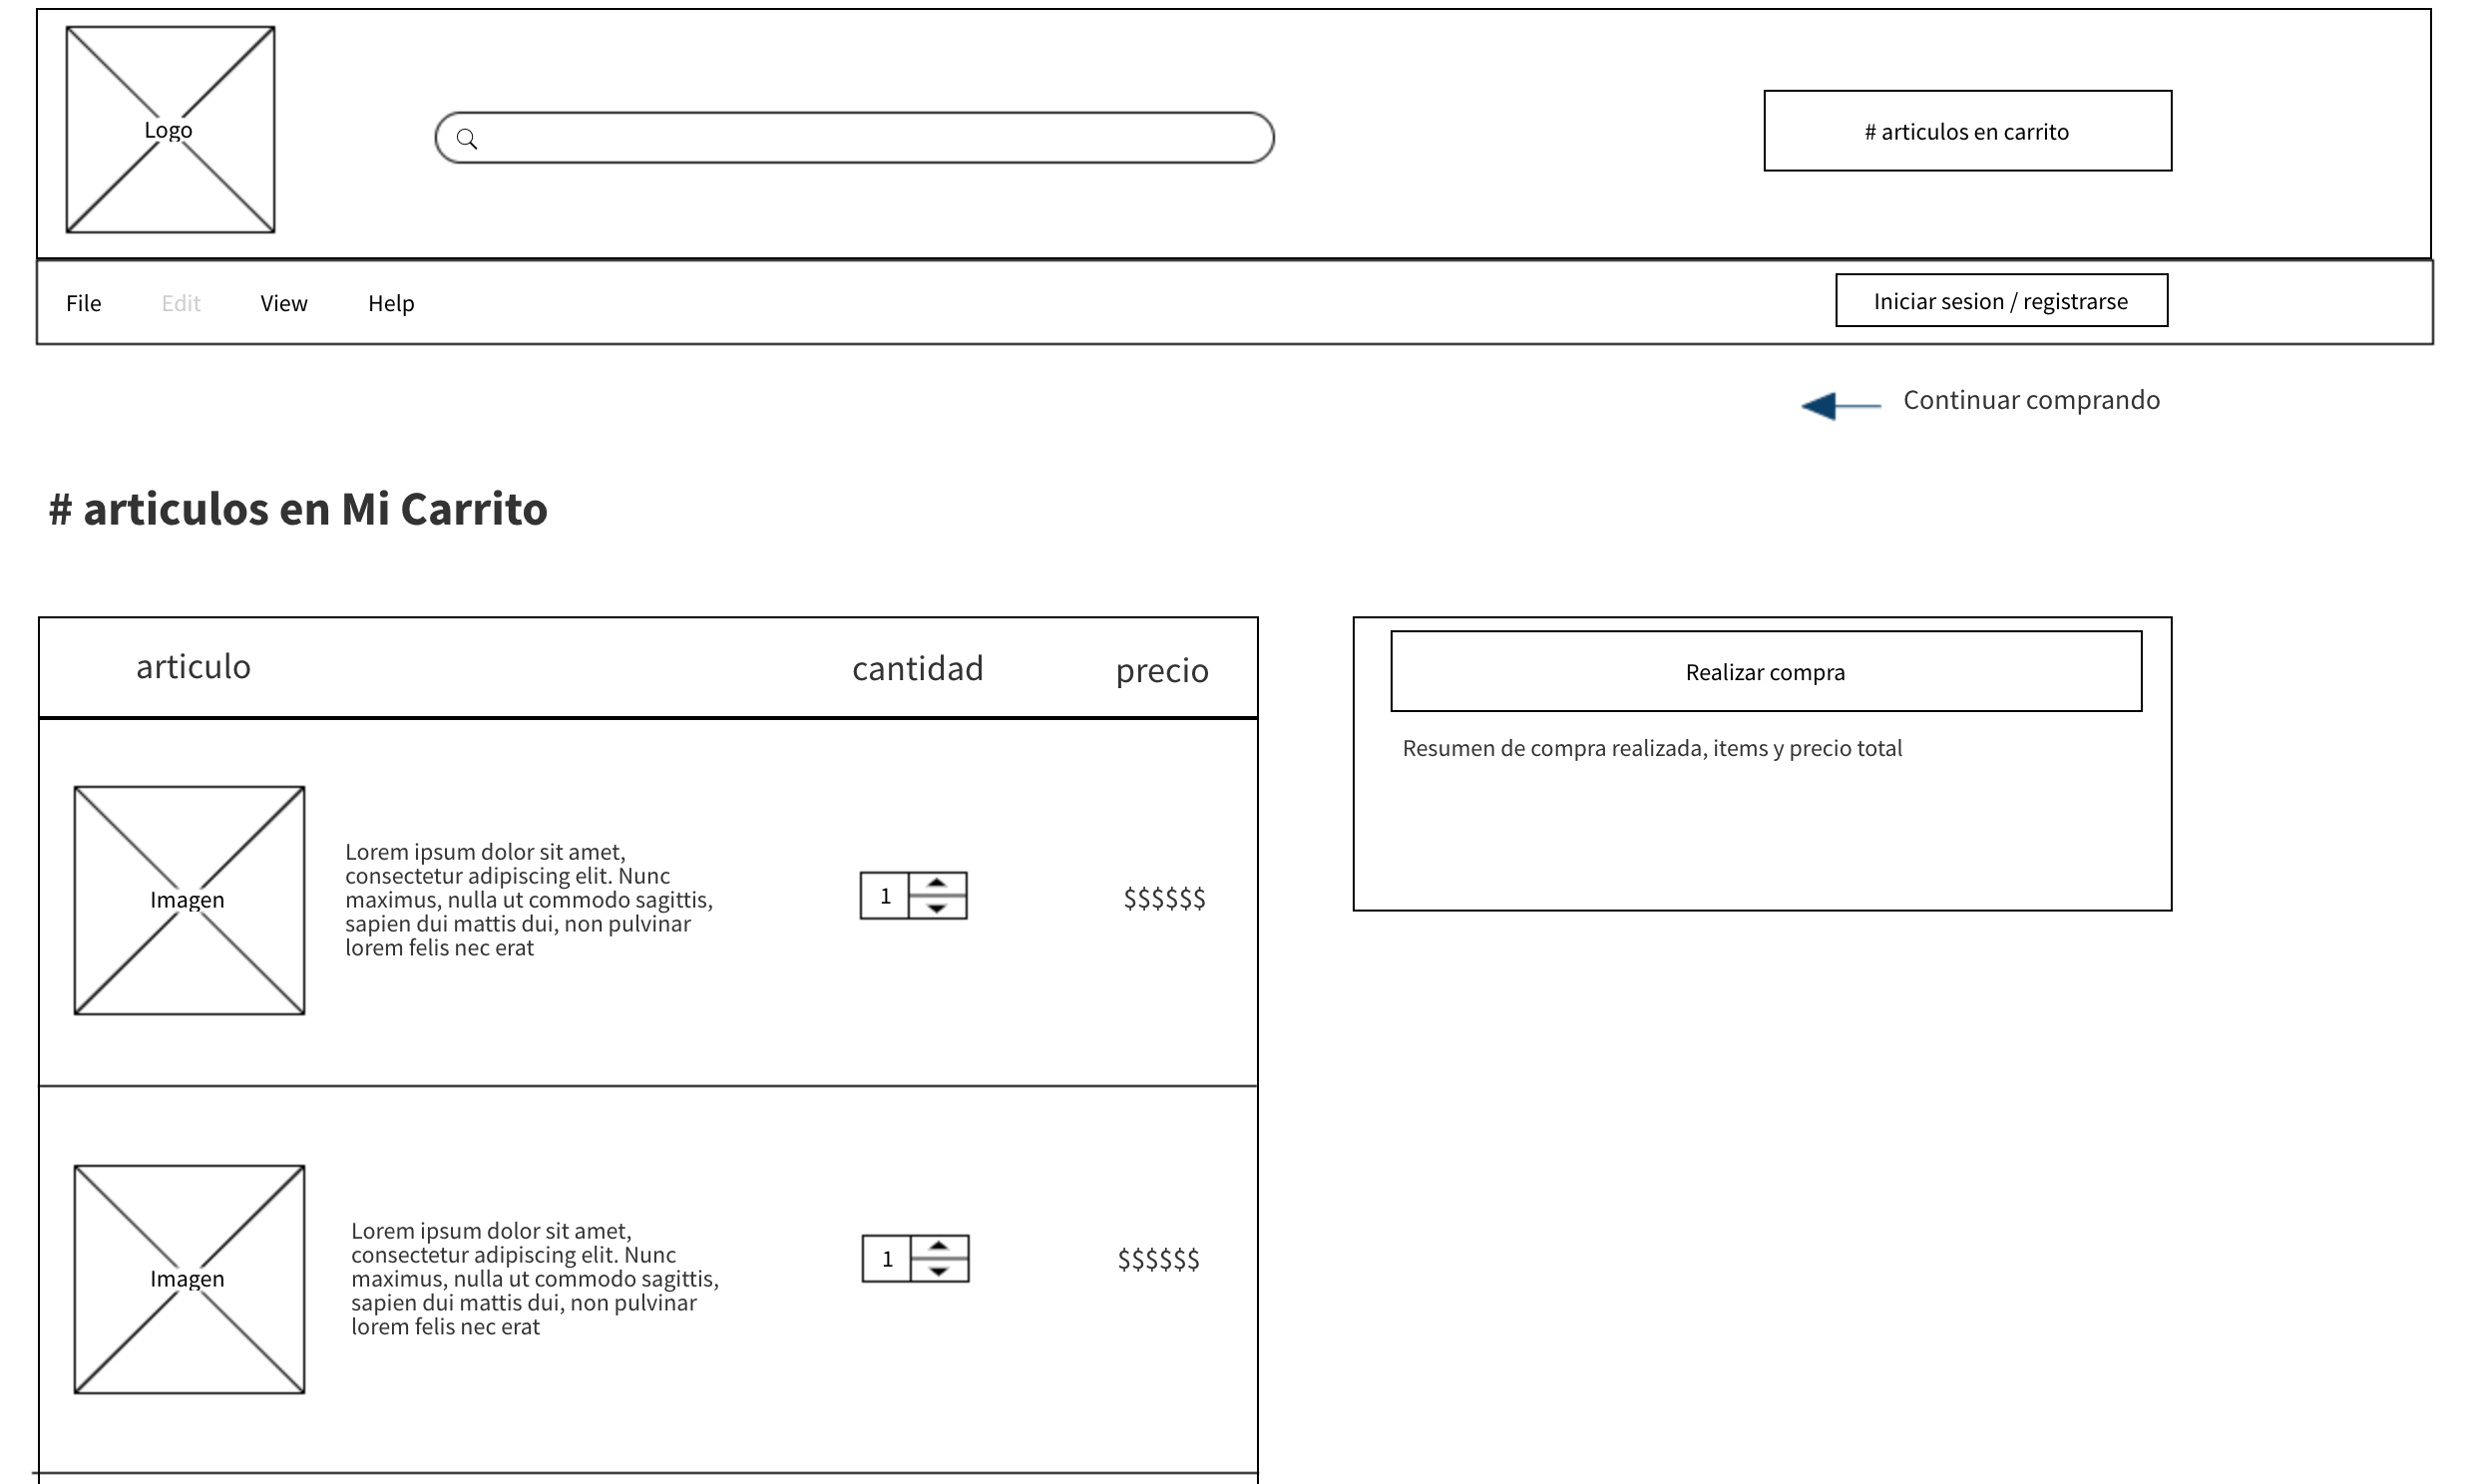 Logo
# articulos en carrito
File Edit View Help
Iniciar sesion / registrarse
Continuar comprando
# articulos en Mi Carrito
articulo cantidad precio
Realizar compra
Resumen de compra realizada, items y precio total
Imagen
Lorem ipsum dolor sit amet,
consectetur adipiscing elit. Nunc
maximus, nulla ut commodo sagittis,
sapien dui mattis dui, non pulvinar
lorem felis nec erat
1
$$$$$$
Imagen
Lorem ipsum dolor sit amet,
consectetur adipiscing elit. Nunc
maximus, nulla ut commodo sagittis,
sapien dui mattis dui, non pulvinar
lorem felis nec erat
1
$$$$$$